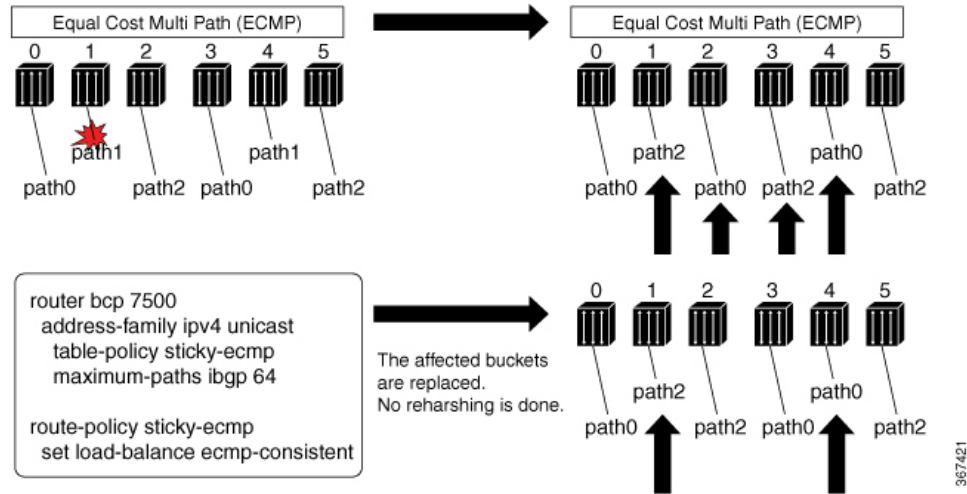 Equal Cost Multi Path (ECMP)
0 1 2 3 4 5
path1 path1
path0 path2 path0 path2
Equal Cost Multi Path (ECMP)
0 1 2 3 4 5
path2 path0
path0 path0 path2 path2
router bcp 7500
address-family ipv4 unicast
table-policy sticky-ecmp
maximum-paths ibgp 64
route-policy sticky-ecmp
set load-balance ecmp-consistent
The affected buckets
are replaced.
No reharshing is done.
0 1 2 3 4 5
path2 path0
path0 path2 path0 path2
367421